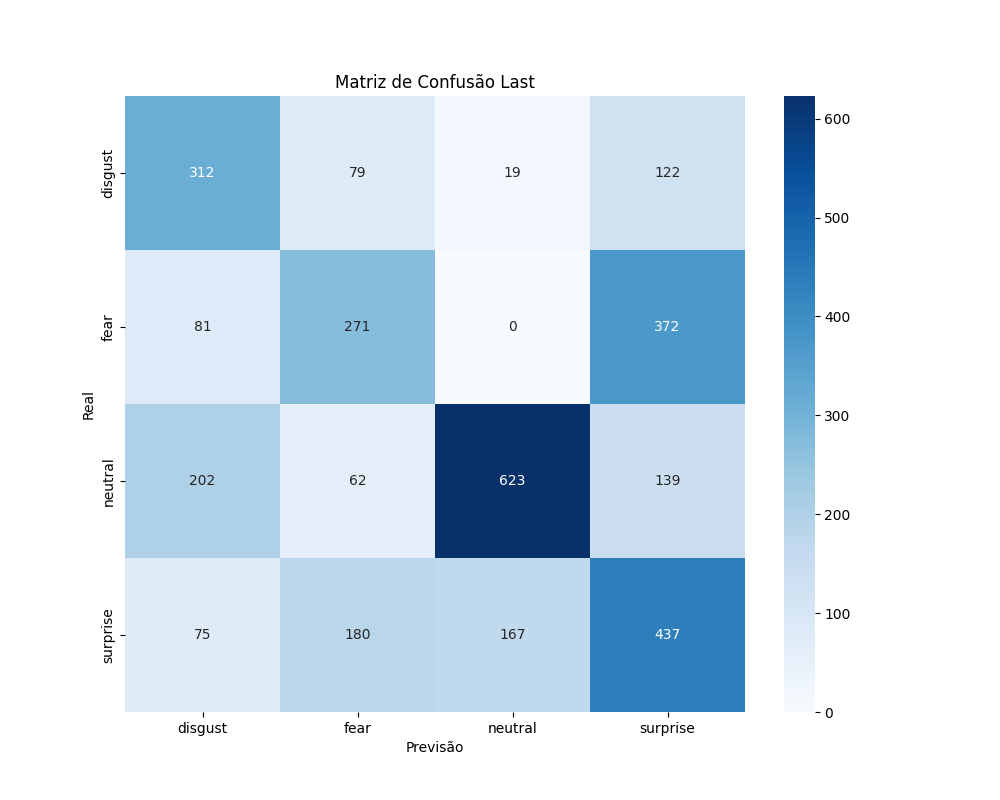 Matriz de Confusão Last
disgust 312 79 19 122
fear 81 271 0 372
neutral 202 62 623 139
surprise 75 180 167 437
disgust fear neutral surprise
Previsão
Real
600
500
400
300
200
100
0